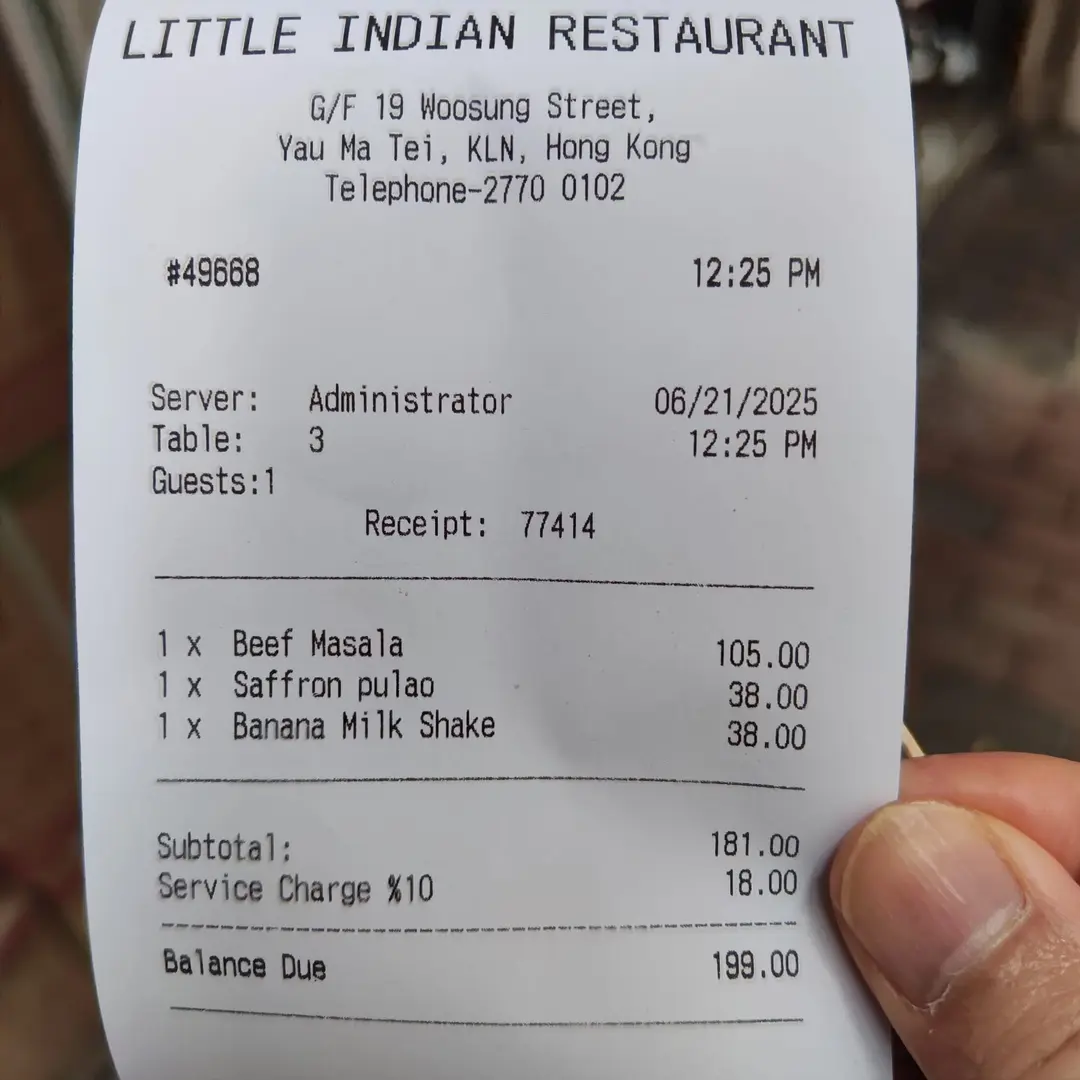 LITTLE INDIAN RESTAURANT
G/F 19 Woosung Street,
Yau Ma Tei, KLN, Hong Kong
Telephone-2770 0102
#49668 12:25 PM
Server: Administrator 06/21/2025
Table: 3 12:25 PM
Guests:1
Receipt: 77414
1 x Beef Masala 105.00
1 x Saffron pulao 38.00
1 x Banana Milk Shake 38.00
Subtotal: 181.00
Service Charge %10 18.00
Balance Due 199.00